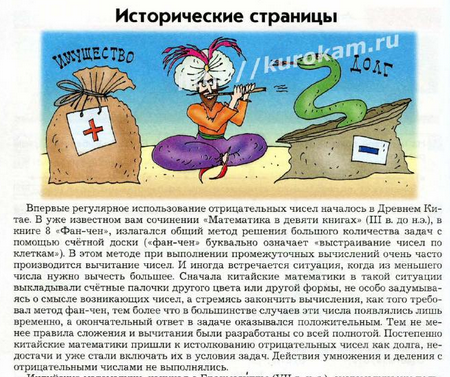 Исторические страницы
//kurokam.ru
ИМУЩЕСТВО
ДОЛГ
+
−
Впервые регулярное использование отрицательных чисел началось в Древнем Ки-
тае. В уже известном вам сочинении «Математика в девяти книгах» (III в. до н.э.), в
книге 8 «Фан-чен», излагался общий метод решения большого количества задач с
помощью счётной доски («фан-чен» буквально означает «выстраивание чисел по
клеткам»). В этом методе при выполнении промежуточных вычислений очень часто
производится вычитание чисел. И иногда встречается ситуация, когда из меньшего
числа нужно вычесть большее. Сначала китайские математики в такой ситуации
выкладывали счётные палочки другого цвета или другой формы, не особо задумыва-
ясь о смысле возникающих чисел, а стремясь закончить вычисления, как того требо-
вал метод фан-чен, тем более что в большинстве случаев эти числа появлялись лишь
временно, а окончательный ответ в задаче оказывался положительным. Тем не ме-
нее правила сложения и вычитания были разработаны со всей полнотой. Постепенно
китайские математики пришли к истолкованию отрицательных чисел как долга, не-
достачи и уже стали включать их в условия задач. Действия умножения и деления с
отрицательными числами не выполнялись.